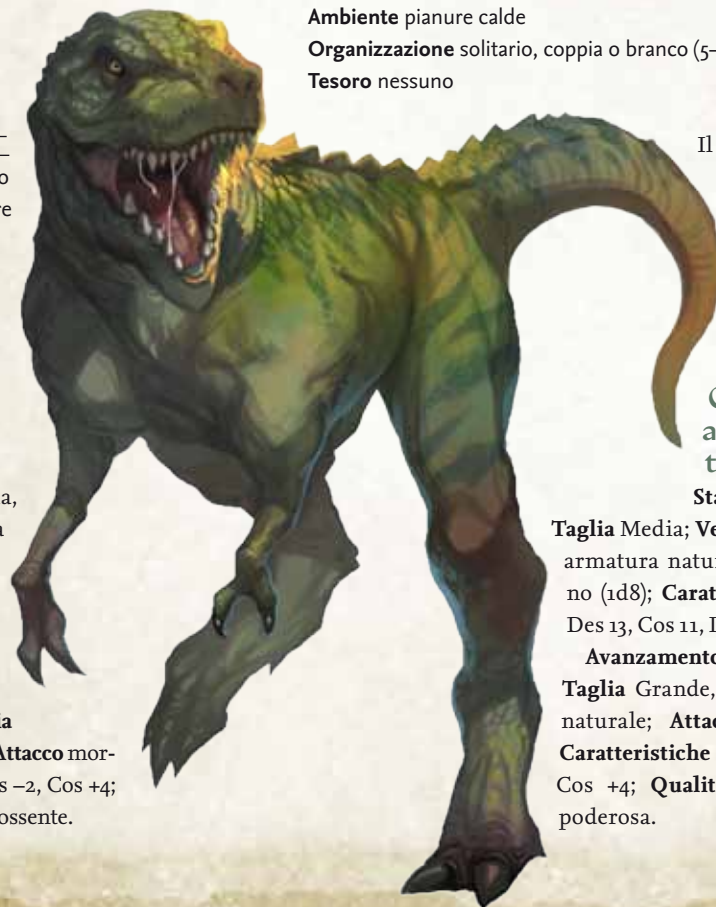 Ambiente pianure calde
Organizzazione solitario, coppia o branco (5–
Tesoro nessuno
–
–
o
re
a,
a
ia
Attacco mor-
s –2, Cos +4;
ossente.
Il
a
t
Sta
Taglia Media; Ve
armatura natur
no (1d8); Carat
Des 13, Cos 11, I
Avanzamento
Taglia Grande,
naturale; Attac
Caratteristiche
Cos +4; Qualit
poderosa.